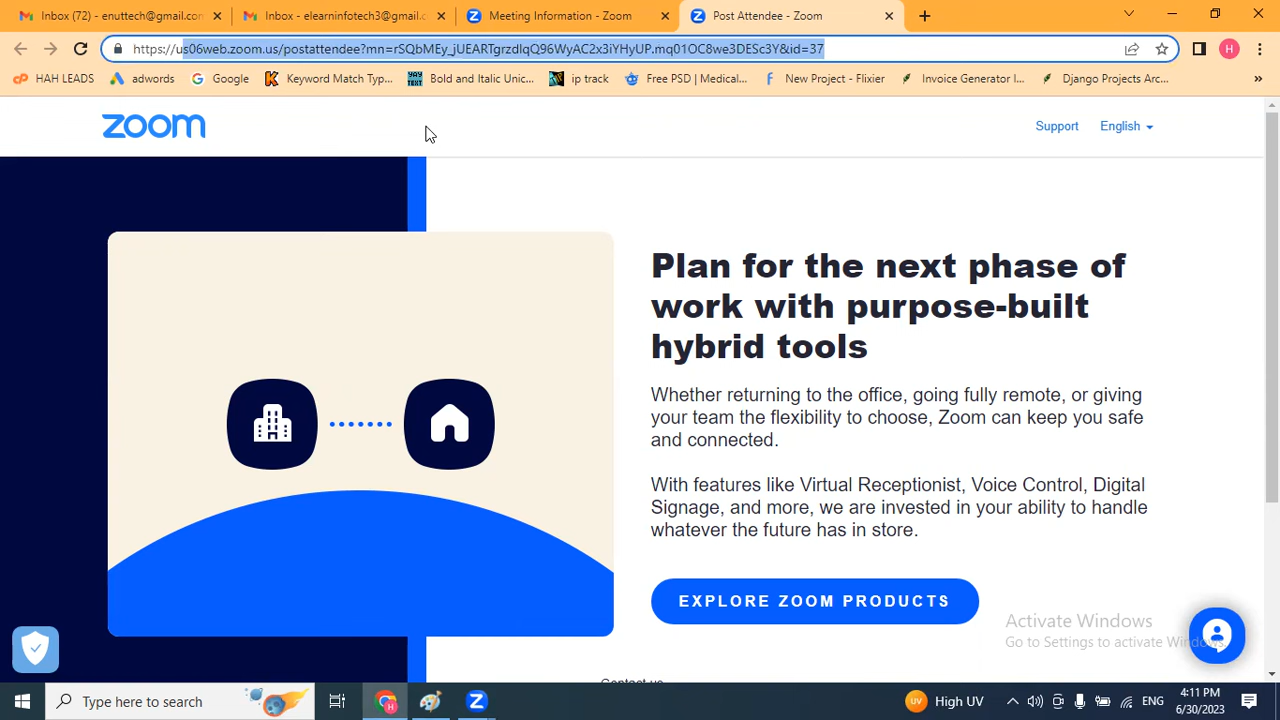 Inbox (72) - enuttech@gmail.com
Inbox - elearninfotech3@gmail.c
Meeting Information - Zoom
Post Attendee - Zoom
https://us06web.zoom.us/postattendee?mn=rSQbMEy_jUEARTgrzdlqQ96WyAC2x3iYHyUP.mq01OC8we3DESc3Y&id=37
H
HAH LEADS
adwords
Google
Keyword Match Typ...
YAY TEXT
Bold and Italic Unic...
ip track
Free PSD | Medical...
New Project - Flixier
Invoice Generator I...
Django Projects Arc...
»
zoom
Support
English
Plan for the next phase of
work with purpose-built
hybrid tools
Whether returning to the office, going fully remote, or giving
your team the flexibility to choose, Zoom can keep you safe
and connected.
With features like Virtual Receptionist, Voice Control, Digital
Signage, and more, we are invested in your ability to handle
whatever the future has in store.
EXPLORE ZOOM PRODUCTS
Activate Windows
Go to Settings to activate Windows.
Contact us
Type here to search
UV
High UV
ENG
4:11 PM
6/30/2023